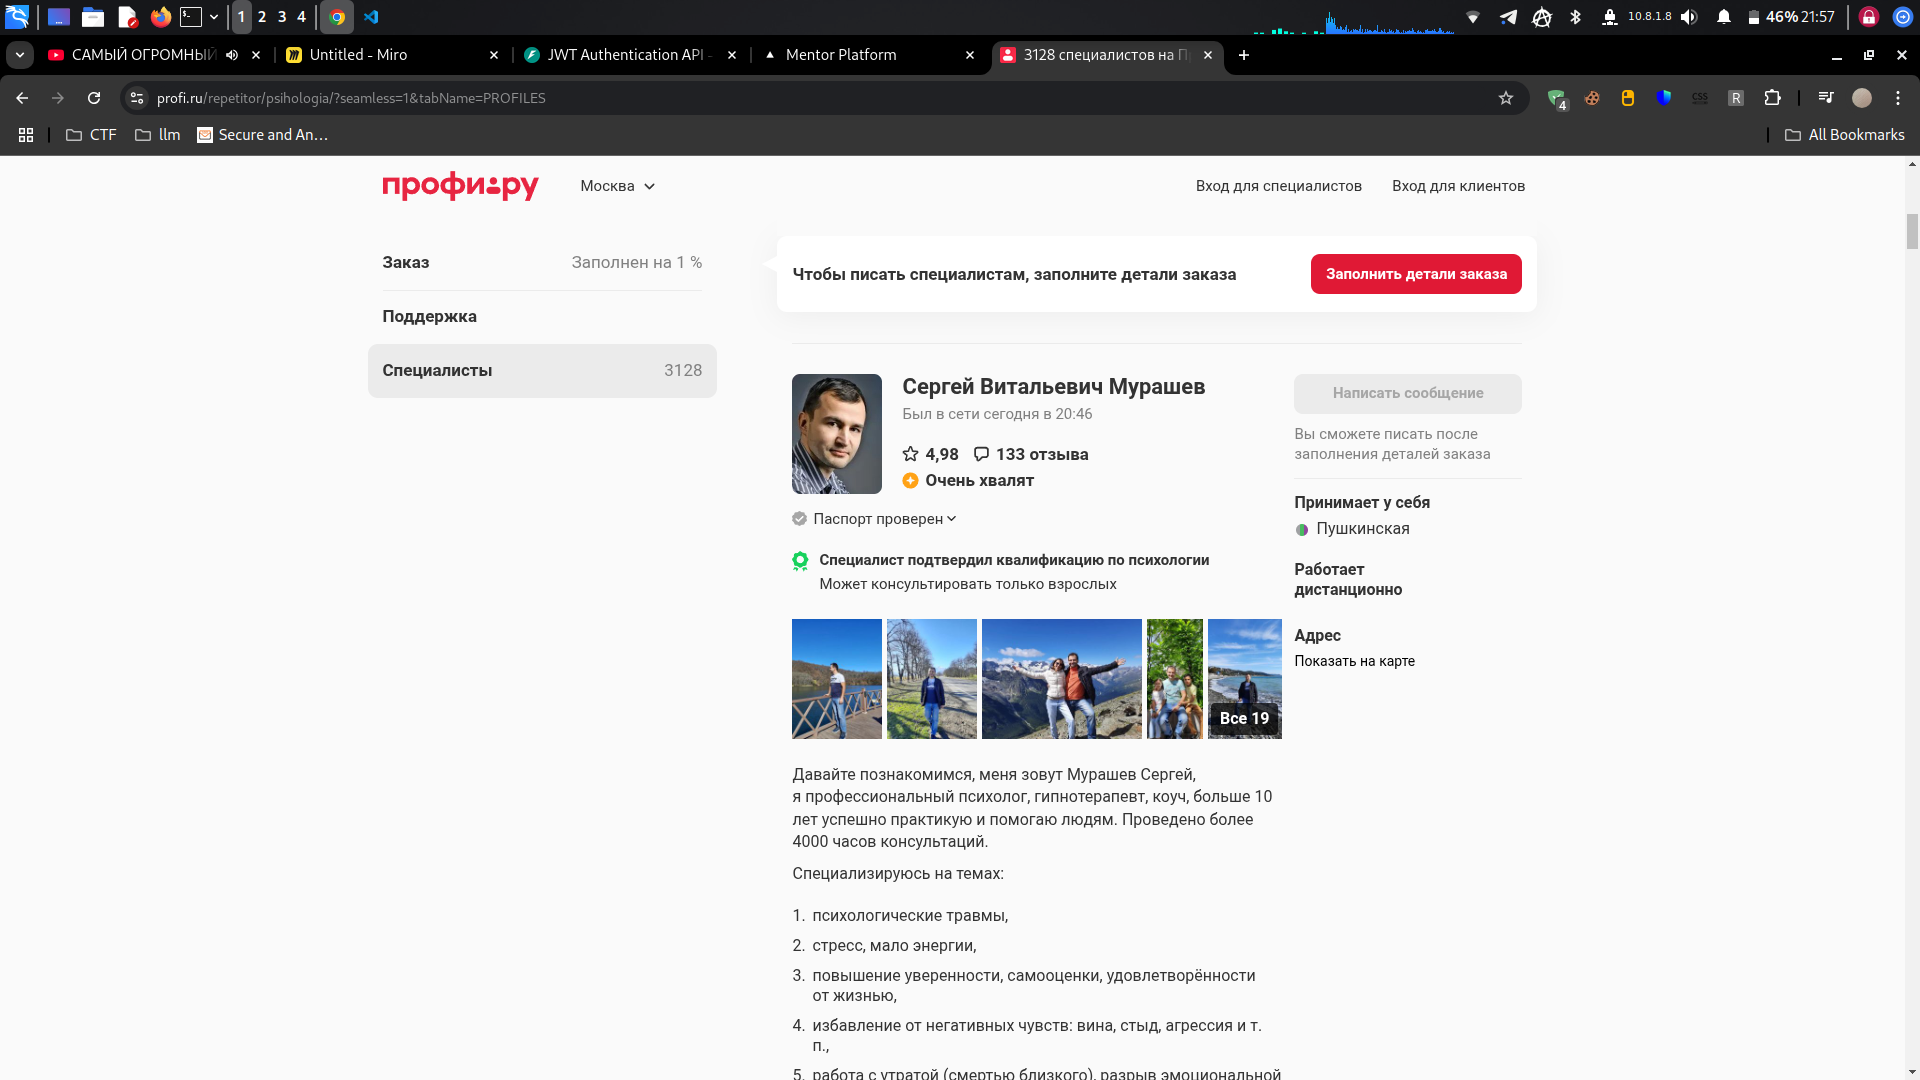 1 2 3 4
10.8.1.8
46% 21:57
САМЫЙ ОГРОМНЫЙ
Untitled - Miro
JWT Authentication API -
Mentor Platform
3128 специалистов на П
profi.ru/repetitor/psihologia/?seamless=1&tabName=PROFILES
4
CSS
R
CTF
llm
Secure and An…
All Bookmarks
профи.ру
Москва
Вход для специалистов
Вход для клиентов
Заказ
Заполнен на 1 %
Поддержка
Специалисты
3128
Чтобы писать специалистам, заполните детали заказа
Заполнить детали заказа
Сергей Витальевич Мурашев
Был в сети сегодня в 20:46
4,98
133 отзыва
Очень хвалят
Паспорт проверен
Специалист подтвердил квалификацию по психологии
Может консультировать только взрослых
Все 19
Давайте познакомимся, меня зовут Мурашев Сергей,
я профессиональный психолог, гипнотерапевт, коуч, больше 10
лет успешно практикую и помогаю людям. Проведено более
4000 часов консультаций.
Специализируюсь на темах:
1. психологические травмы,
2. стресс, мало энергии,
3. повышение уверенности, самооценки, удовлетворённости
от жизнью,
4. избавление от негативных чувств: вина, стыд, агрессия и т.
п.,
5. работа с утратой (смертью близкого), разрыв эмоциональной
Написать сообщение
Вы сможете писать после
заполнения деталей заказа
Принимает у себя
Пушкинская
Работает
дистанционно
Адрес
Показать на карте